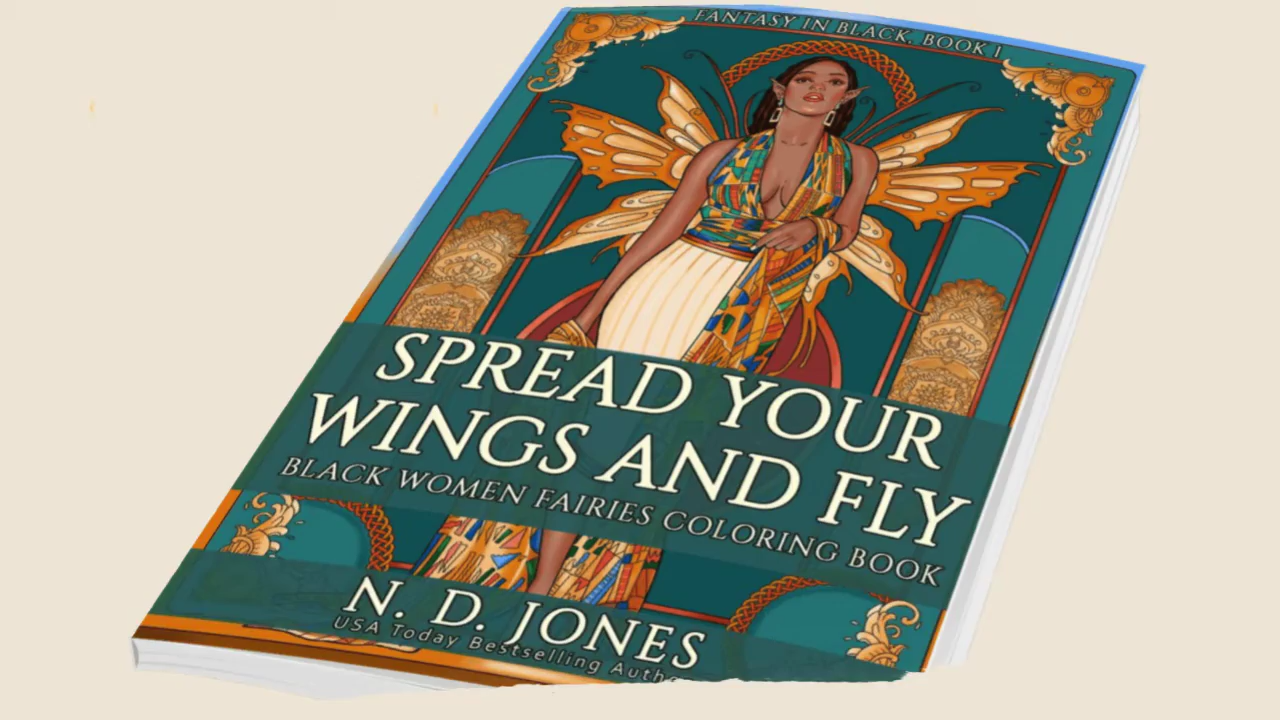 FANTASY IN BLACK, BOOK 1
SPREAD YOUR
WINGS AND FLY
BLACK WOMEN FAIRIES COLORING BOOK
N. D. JONES
USA Today Bestselling Auth